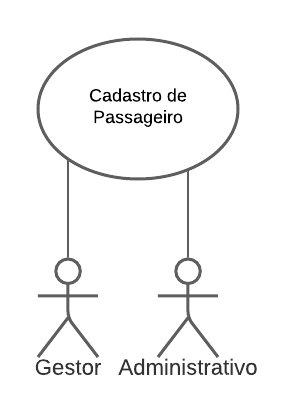 Cadastro de
Passageiro
Gestor
Administrativo